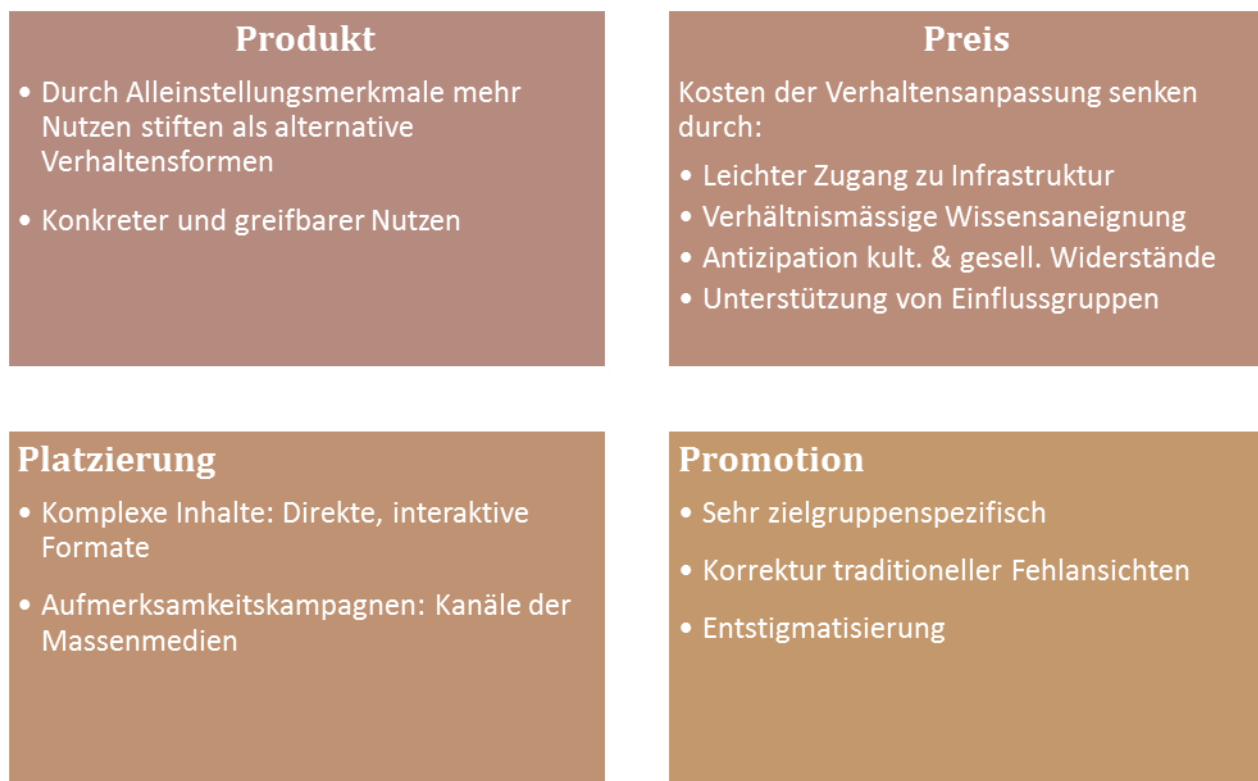 Produkt
• Durch Alleinstellungsmerkmale mehr
Nutzen stiften als alternative
Verhaltensformen
• Konkreter und greifbarer Nutzen
Preis
Kosten der Verhaltensanpassung senken
durch:
• Leichter Zugang zu Infrastruktur
• Verhältnismässige Wissensaneignung
• Antizipation kult. & gesell. Widerstände
• Unterstützung von Einflussgruppen
Platzierung
• Komplexe Inhalte: Direkte, interaktive
Formate
• Aufmerksamkeitskampagnen: Kanäle der
Massenmedien
Promotion
• Sehr zielgruppenspezifisch
• Korrektur traditioneller Fehlansichten
• Entstigmatisierung